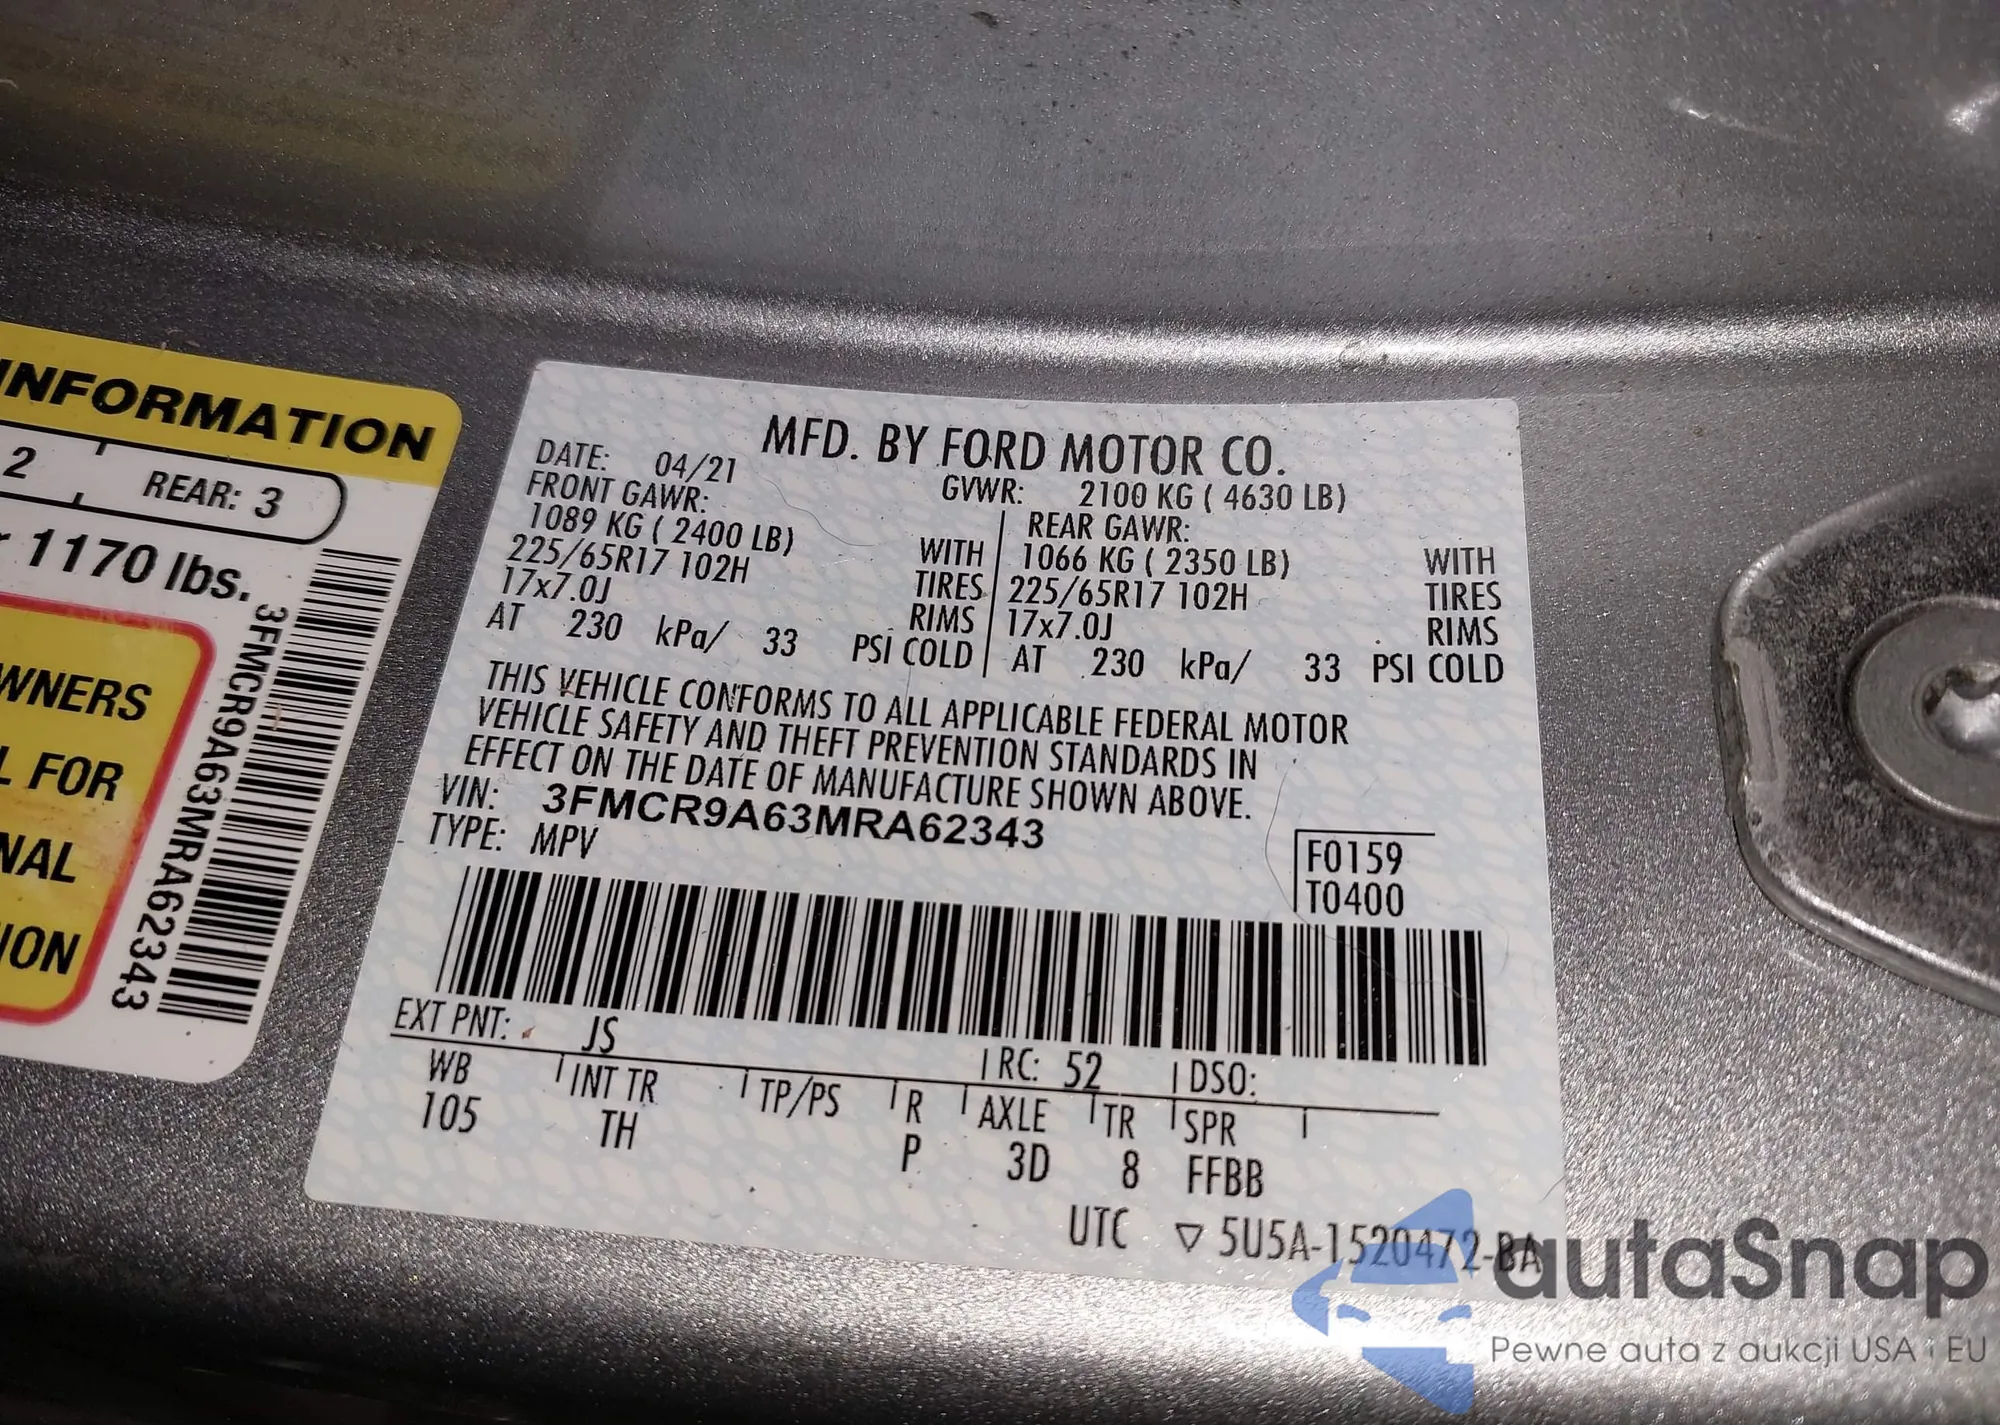 INFORMATION
2 REAR: 3
1170 lbs.
WNERS
L FOR
NAL
ION
3FMCR9A63MRA62343
MFD. BY FORD MOTOR CO.
DATE: 04/21 GVWR: 2100 KG ( 4630 LB)
FRONT GAWR: REAR GAWR:
1089 KG ( 2400 LB) WITH 1066 KG ( 2350 LB) WITH
225/65R17 102H TIRES 225/65R17 102H TIRES
17x7.0J RIMS 17x7.0J RIMS
AT 230 kPa/ 33 PSI COLD AT 230 kPa/ 33 PSI COLD
THIS VEHICLE CONFORMS TO ALL APPLICABLE FEDERAL MOTOR
VEHICLE SAFETY AND THEFT PREVENTION STANDARDS IN
EFFECT ON THE DATE OF MANUFACTURE SHOWN ABOVE.
VIN: 3FMCR9A63MRA62343
TYPE: MPV
F0159
T0400
EXT PNT: JS RC: 52 DSO:
WB INT TR TP/PS R AXLE TR SPR
105 TH P 3D 8 FFBB
UTC ▽ 5U5A-1520472-BA
autaSnap
Pewne auta z aukcji USA i EU